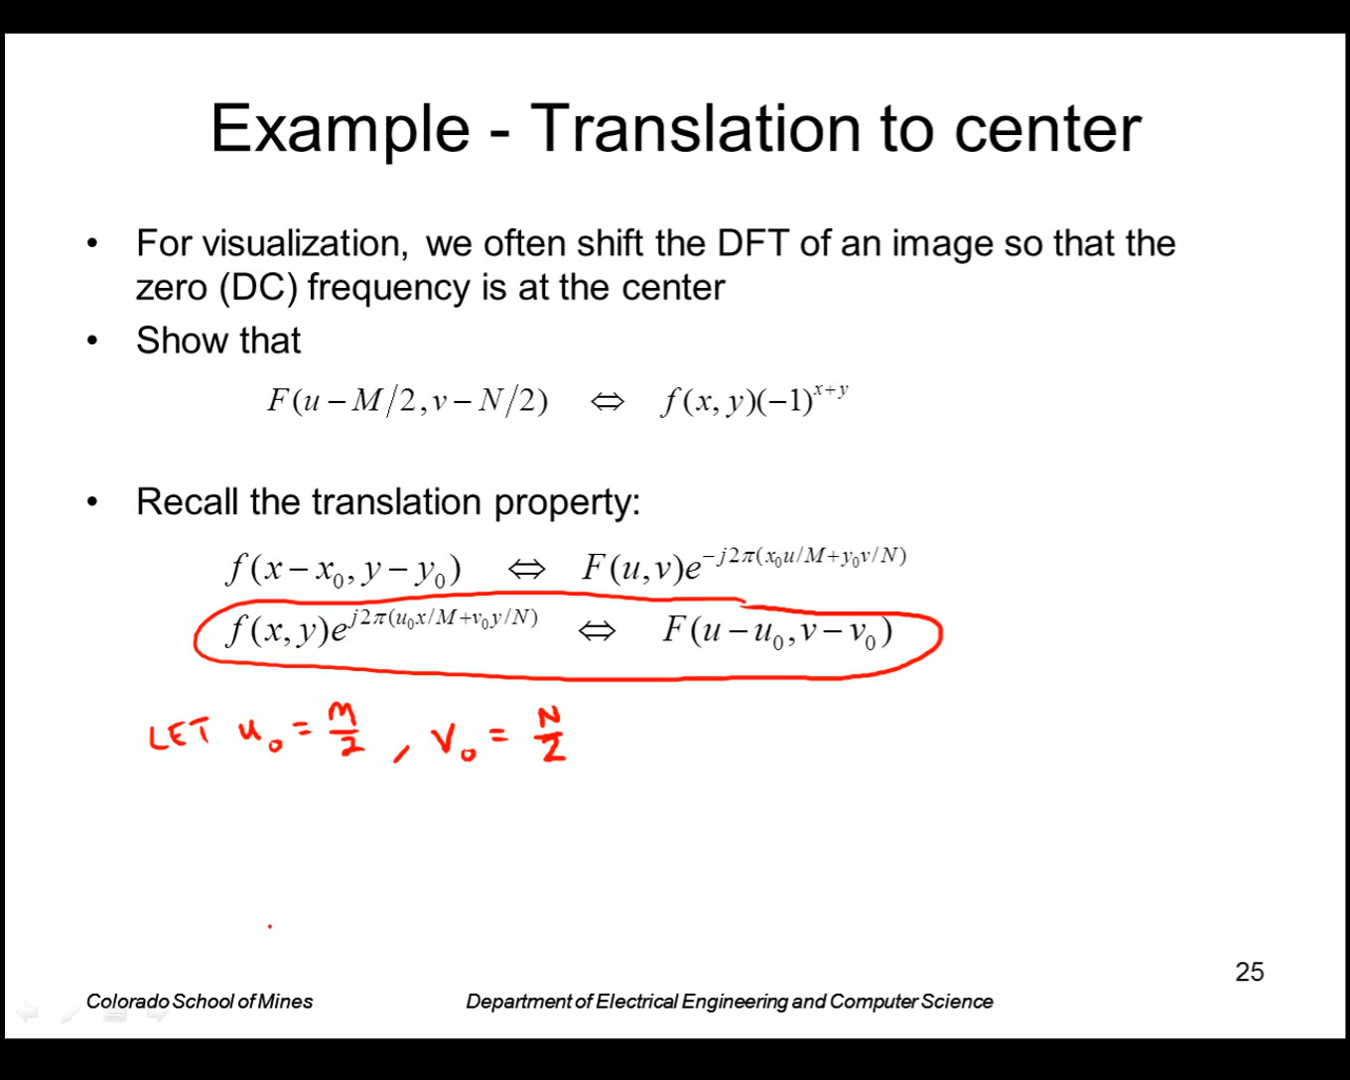 Example - Translation to center
• For visualization, we often shift the DFT of an image so that the
zero (DC) frequency is at the center
• Show that
F(u − M/2, v − N/2) ⇔ f(x, y)(−1)^{x+y}
• Recall the translation property:
f(x − x₀, y − y₀) ⇔ F(u, v)e^{−j2π(x₀u/M + y₀v/N)}
f(x, y)e^{j2π(u₀x/M + v₀y/N)} ⇔ F(u − u₀, v − v₀)
LET u₀ = M/2 , v₀ = N/2
25
Colorado School of Mines Department of Electrical Engineering and Computer Science